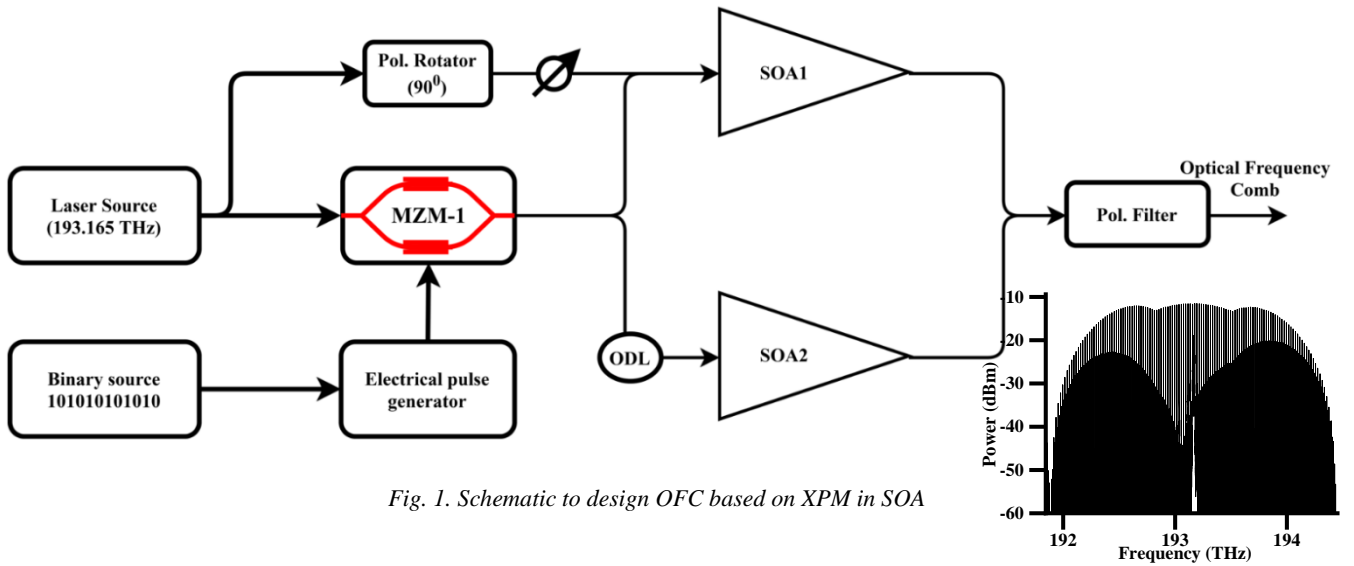 Pol. Rotator
(90⁰)
SOA1
Laser Source
(193.165 THz)
MZM-1
Optical Frequency
Comb
Pol. Filter
Binary source
101010101010
Electrical pulse
generator
ODL
SOA2
Power (dBm)
-10
-20
-30
-40
-50
-60
192
193
194
Frequency (THz)
Fig. 1. Schematic to design OFC based on XPM in SOA